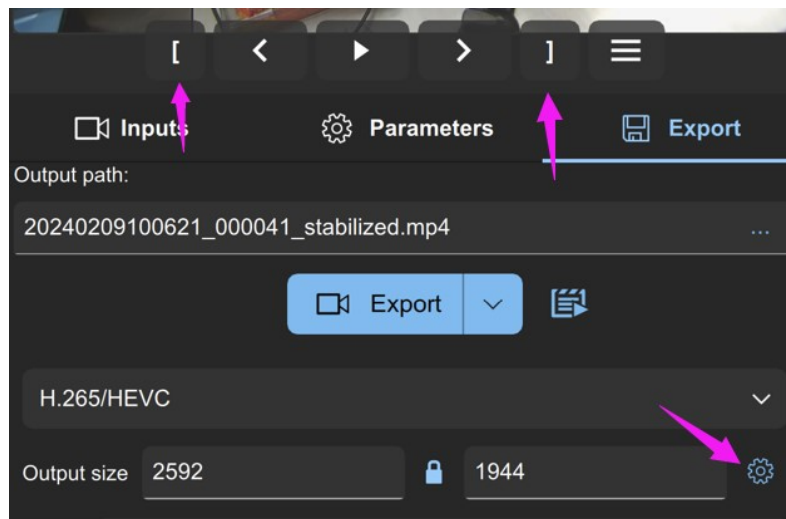 [ ]
Inputs Parameters Export
Output path:
20240209100621_000041_stabilized.mp4 ...
Export
H.265/HEVC
Output size 2592 1944